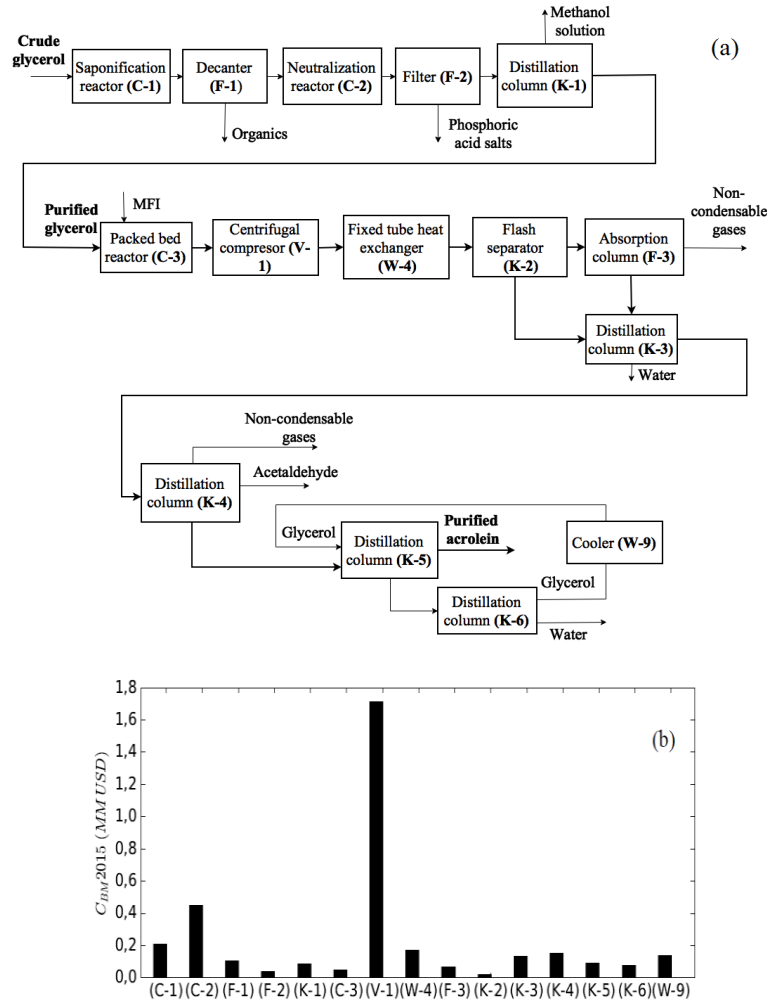 (a)
Crude
glycerol
Saponification
reactor (C-1)
Decanter
(F-1)
Neutralization
reactor (C-2)
Filter (F-2)
Distillation
column (K-1)
Methanol
solution
Organics
Phosphoric
acid salts
Purified
glycerol
MFI
Packed bed
reactor (C-3)
Centrifugal
compresor (V-
1)
Fixed tube heat
exchanger
(W-4)
Flash
separator
(K-2)
Absorption
column (F-3)
Non-
condensable
gases
Distillation
column (K-3)
Water
Distillation
column (K-4)
Non-condensable
gases
Acetaldehyde
Glycerol
Distillation
column (K-5)
Purified
acrolein
Cooler (W-9)
Glycerol
Distillation
column (K-6)
Water
(b)
C_BM 2015 (MM USD)
1,8
1,6
1,4
1,2
1,0
0,8
0,6
0,4
0,2
0,0
(C-1) (C-2) (F-1) (F-2) (K-1) (C-3) (V-1) (W-4) (F-3) (K-2) (K-3) (K-4) (K-5) (K-6) (W-9)